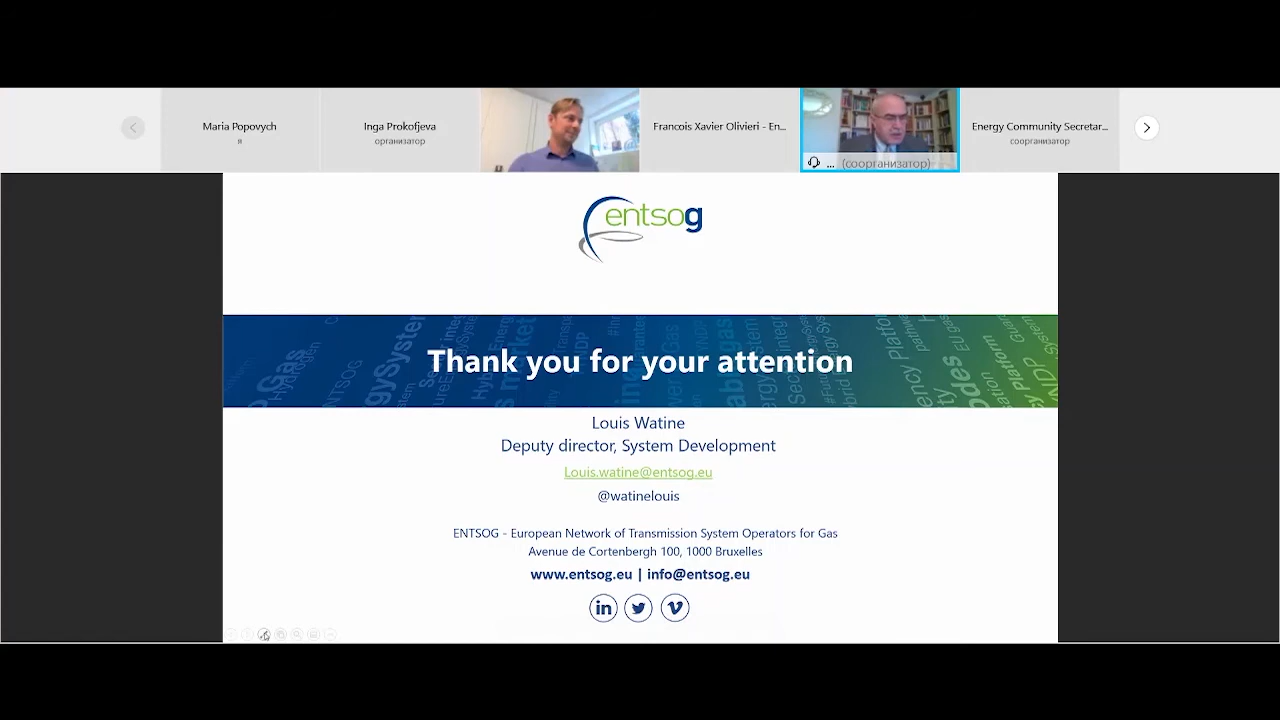 Maria Popovych
я
Inga Prokofjeva
организатор
Francois Xavier Olivieri - En...
... (соорганизатор)
Energy Community Secretar...
соорганизатор
entsog
Thank you for your attention
Louis Watine
Deputy director, System Development
Louis.watine@entsog.eu
@watinelouis
ENTSOG - European Network of Transmission System Operators for Gas
Avenue de Cortenbergh 100, 1000 Bruxelles
www.entsog.eu | info@entsog.eu
in